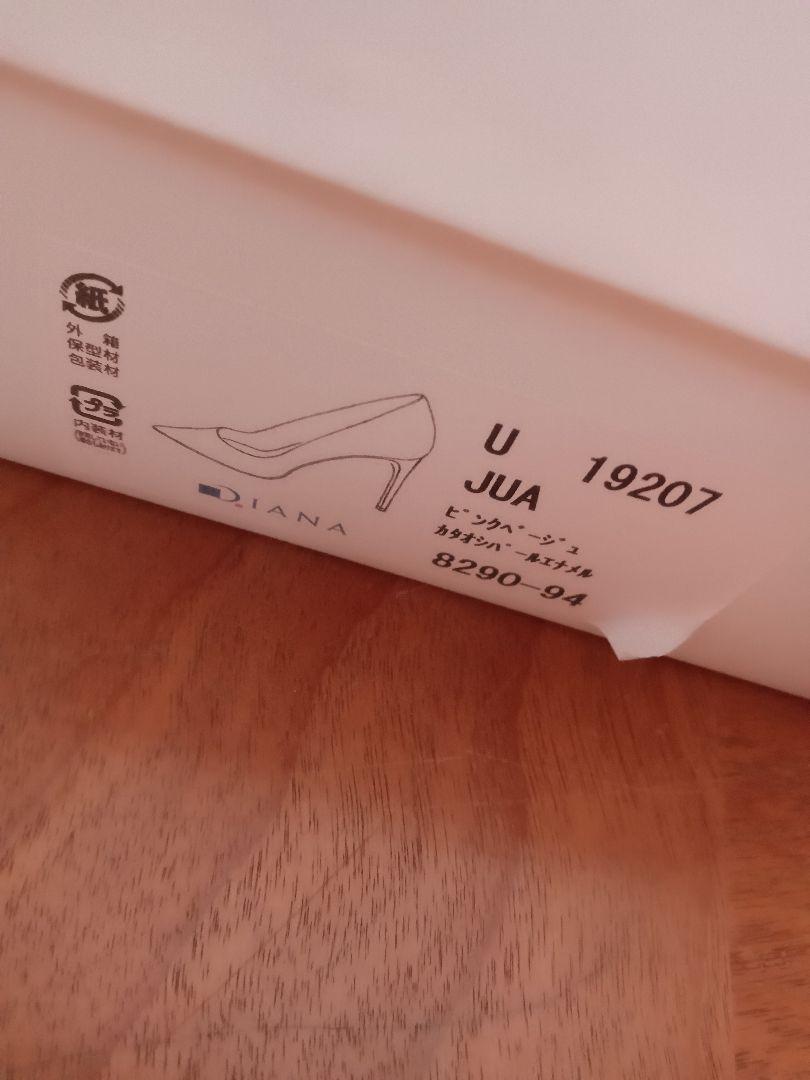 紙
外 箱
保型材
包装材
プラ
内装材
DIANA
U 19207
JUA
ピンクベージュ
カタオシパールエナメル
8290-94